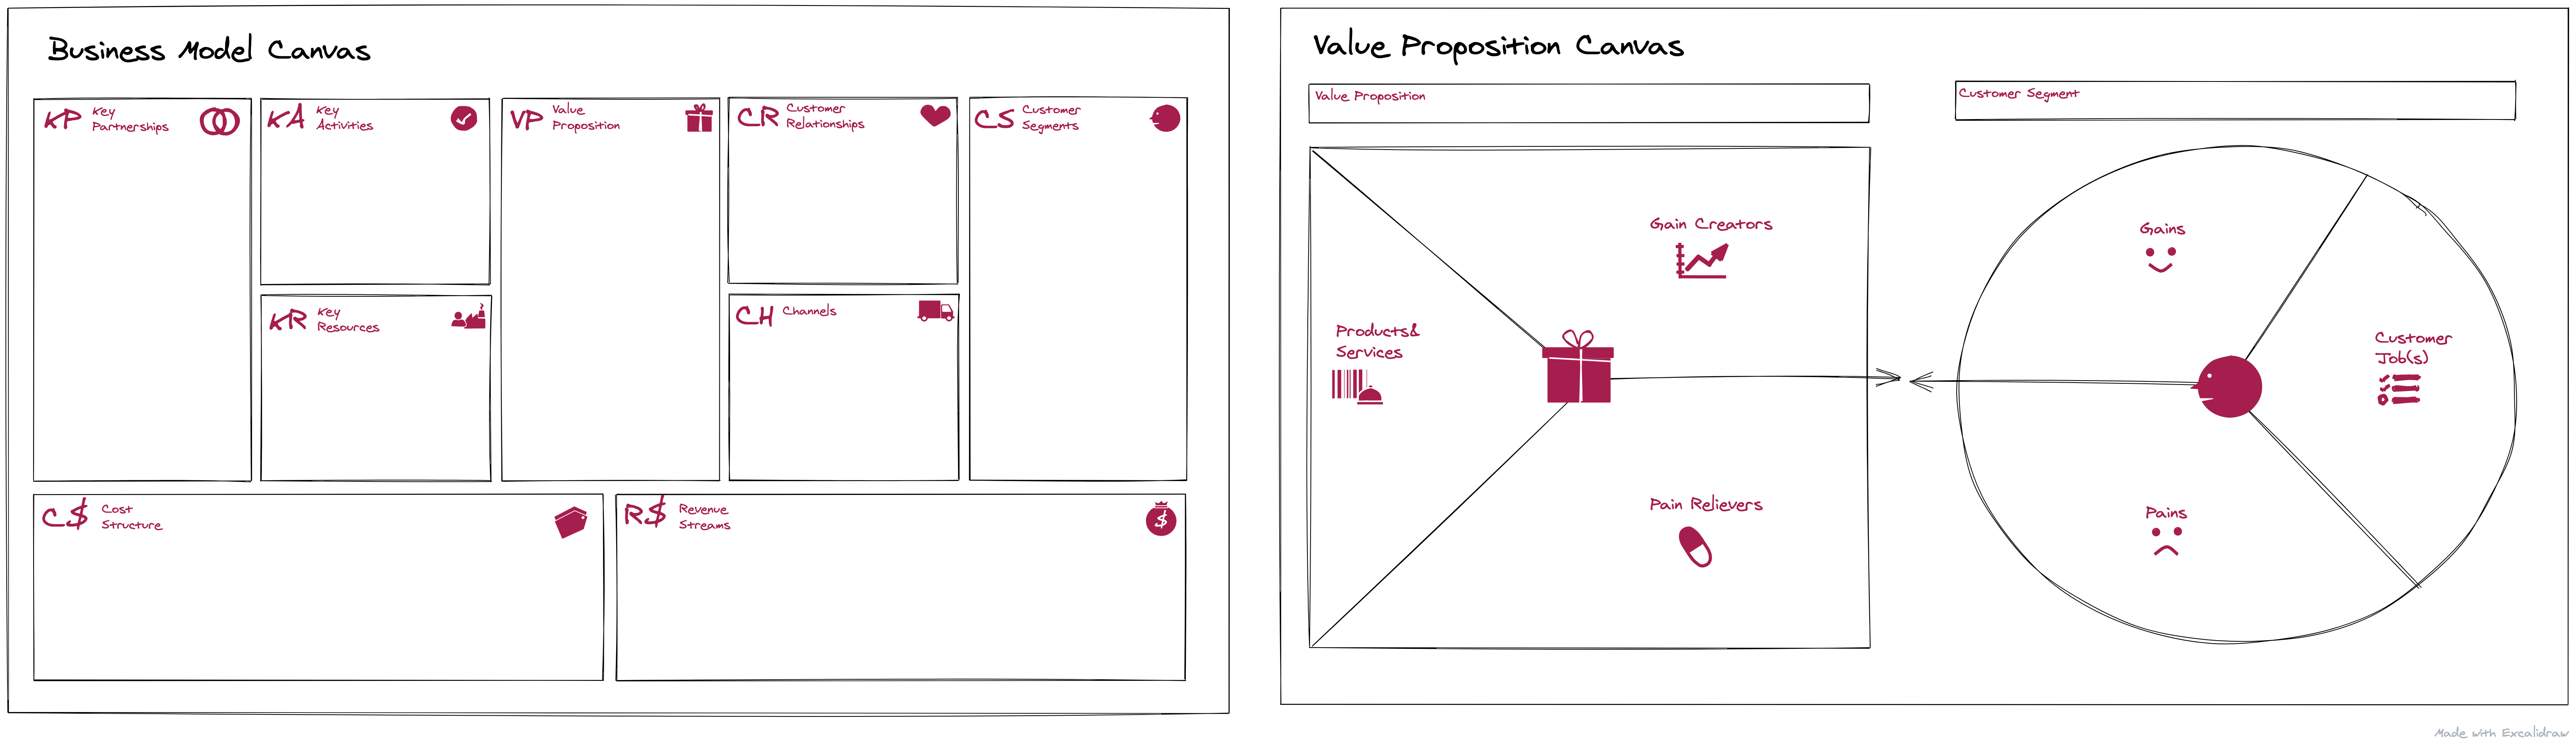 Business Model Canvas
KP
Key
Partnerships
KA
Key
Activities
VP
Value
Proposition
CR
Customer
Relationships
CS
Customer
Segments
KR
Key
Resources
CH
Channels
C$
Cost
Structure
R$
Revenue
Streams
$
Value Proposition Canvas
Value Proposition
Customer Segment
Gain Creators
Products&
Services
Pain Relievers
Gains
Customer
Job(s)
Pains
Made with Excalidraw